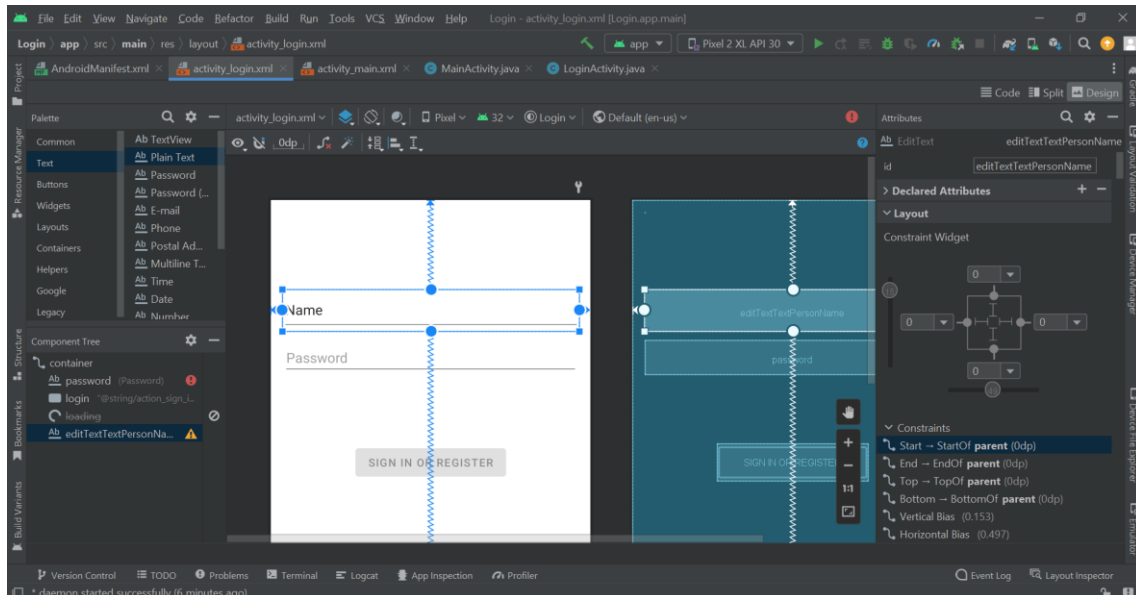 File Edit View Navigate Code Refactor Build Run Tools VCS Window Help Login - activity_login.xml [Login.app.main]
Login app src main res layout activity_login.xml app Pixel 2 XL API 30
AndroidManifest.xml activity_login.xml activity_main.xml MainActivity.java LoginActivity.java
Code Split Design
Palette activity_login.xml Pixel 32 Login Default (en-us) Attributes
Common
Text
Buttons
Widgets
Layouts
Containers
Helpers
Google
Legacy
Ab TextView
Ab Plain Text
Ab Password
Ab Password (...
Ab E-mail
Ab Phone
Ab Postal Ad...
Ab Multiline T...
Ab Time
Ab Date
Ab Number
0dp
Component Tree
container
Ab password (Password)
login "@string/action_sign_i...
loading
Ab editTextTextPersonNa...
Name
Password
SIGN IN OR REGISTER
editTextTextPersonName
password
SIGN IN OR REGISTER
1:1
Ab EditText editTextTextPersonName
id editTextTextPersonName
Declared Attributes
Layout
Constraint Widget
0
0 0
0
Constraints
Start → StartOf parent (0dp)
End → EndOf parent (0dp)
Top → TopOf parent (0dp)
Bottom → BottomOf parent (0dp)
Vertical Bias (0.153)
Horizontal Bias (0.497)
Project
Resource Manager
Structure
Bookmarks
Build Variants
Gradle
Layout Validation
Device Manager
Device File Explorer
Emulator
Version Control TODO Problems Terminal Logcat App Inspection Profiler Event Log Layout Inspector
* daemon started successfully (6 minutes ago)